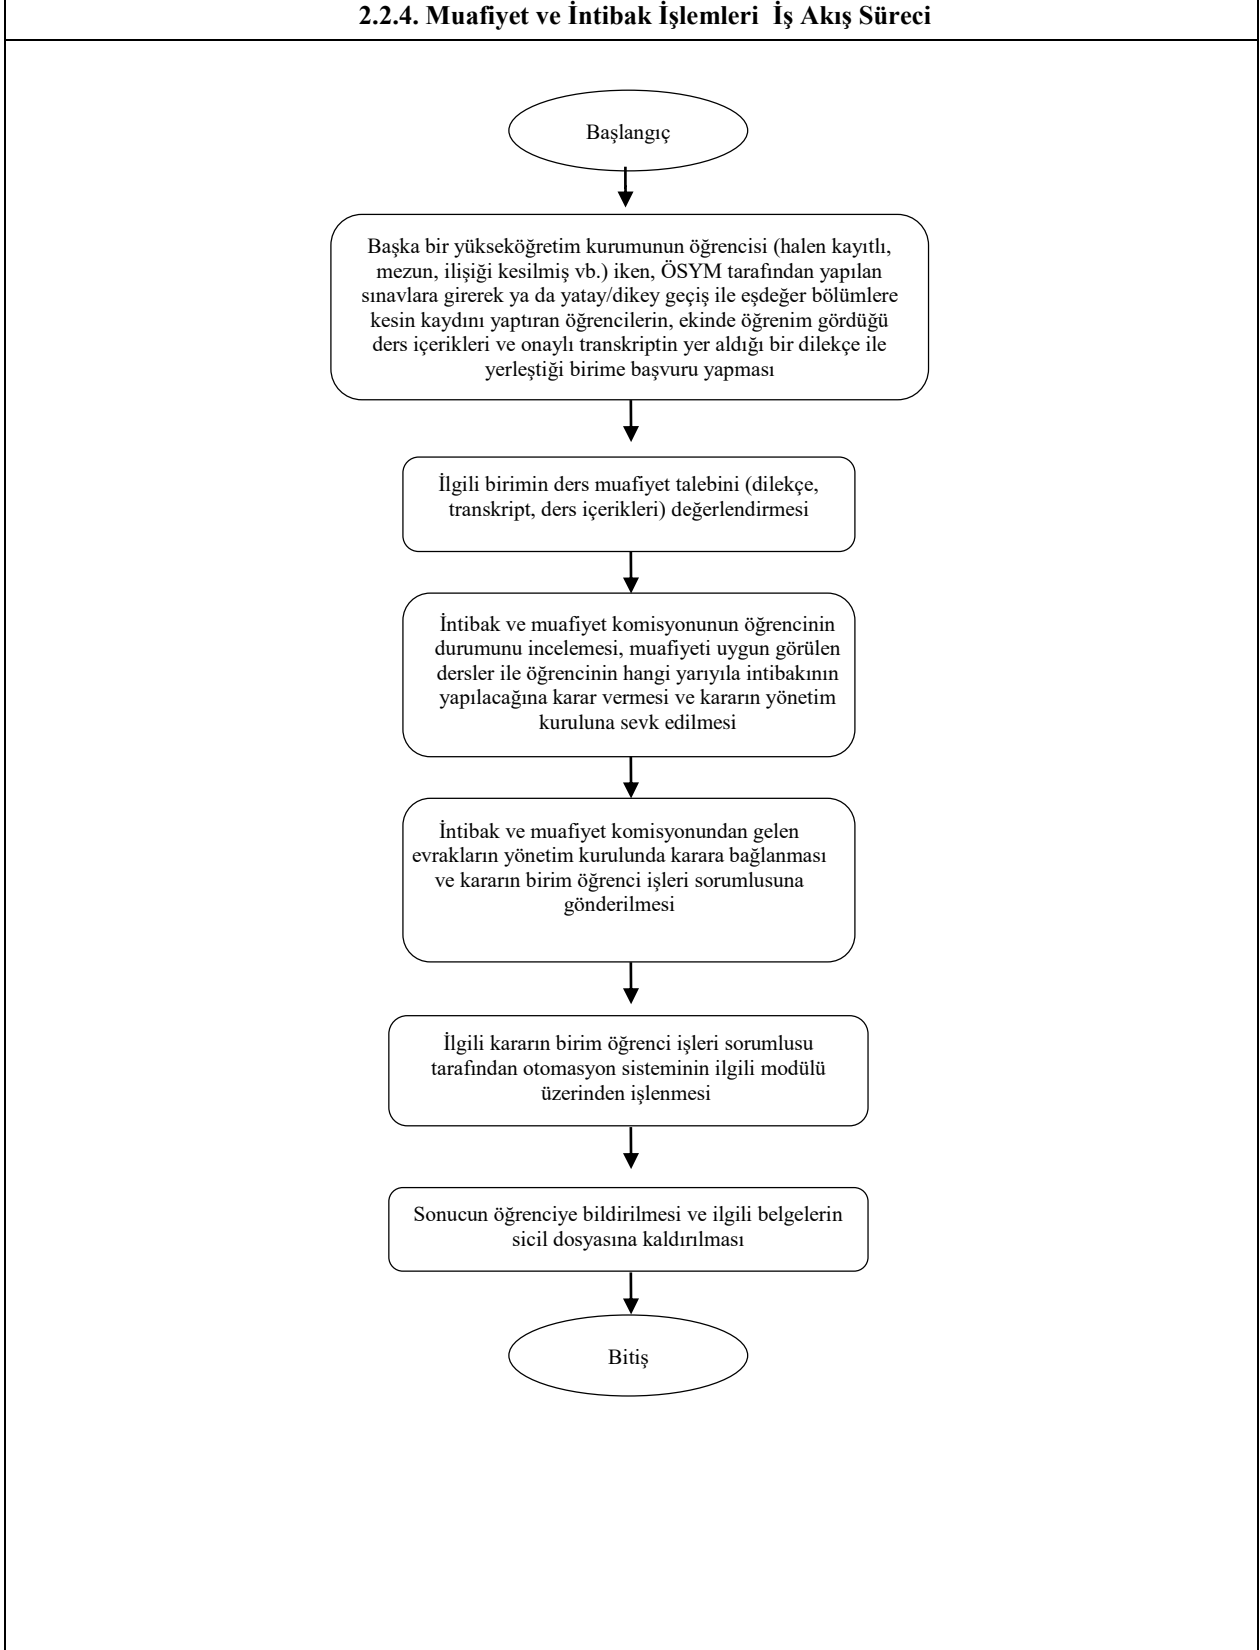 2.2.4. Muafiyet ve İntibak İşlemleri  İş Akış Süreci
Başlangıç
Başka bir yükseköğretim kurumunun öğrencisi (halen kayıtlı,
mezun, ilişiği kesilmiş vb.) iken, ÖSYM tarafından yapılan
sınavlara girerek ya da yatay/dikey geçiş ile eşdeğer bölümlere
kesin kaydını yaptıran öğrencilerin, ekinde öğrenim gördüğü
ders içerikleri ve onaylı transkriptin yer aldığı bir dilekçe ile
yerleştiği birime başvuru yapması
İlgili birimin ders muafiyet talebini (dilekçe,
transkript, ders içerikleri) değerlendirmesi
İntibak ve muafiyet komisyonunun öğrencinin
durumunu incelemesi, muafiyeti uygun görülen
dersler ile öğrencinin hangi yarıyıla intibakının
yapılacağına karar vermesi ve kararın yönetim
kuruluna sevk edilmesi
İntibak ve muafiyet komisyonundan gelen
evrakların yönetim kurulunda karara bağlanması
ve kararın birim öğrenci işleri sorumlusuna
gönderilmesi
İlgili kararın birim öğrenci işleri sorumlusu
tarafından otomasyon sisteminin ilgili modülü
üzerinden işlenmesi
Sonucun öğrenciye bildirilmesi ve ilgili belgelerin
sicil dosyasına kaldırılması
Bitiş